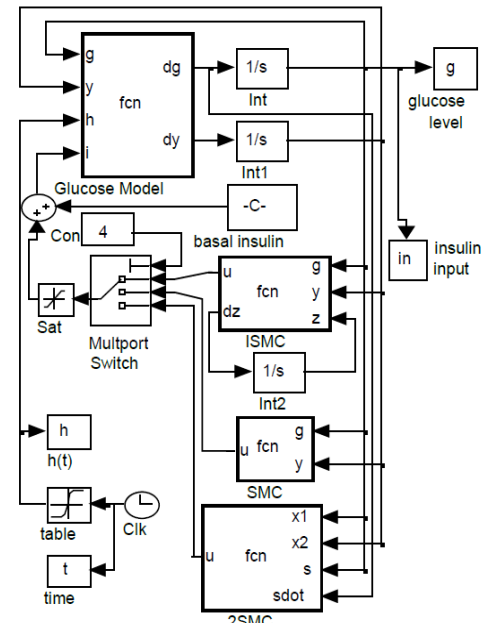 g
y
h
i
fcn
dg
dy
Glucose Model
1/s
Int
1/s
Int1
g
glucose
level
-C-
basal insulin
in
insulin
input
++
Con
4
Sat
Multport
Switch
u
dz
fcn
g
y
z
ISMC
1/s
Int2
h
h(t)
u
fcn
g
y
SMC
table
Clk
t
time
u
fcn
x1
x2
s
sdot
2SMC